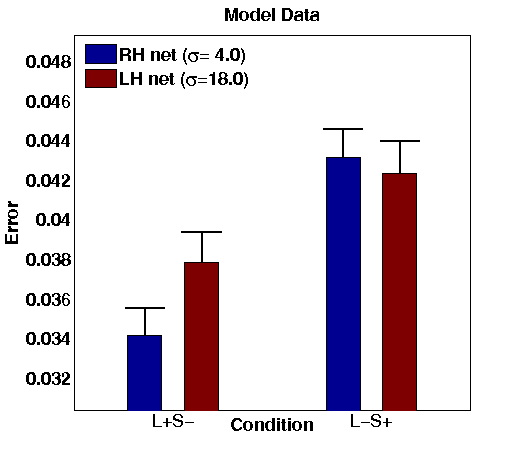 Model Data
RH net (σ= 4.0)
LH net (σ=18.0)
0.048
0.046
0.044
0.042
0.04
0.038
0.036
0.034
0.032
Error
L+S−
L−S+
Condition